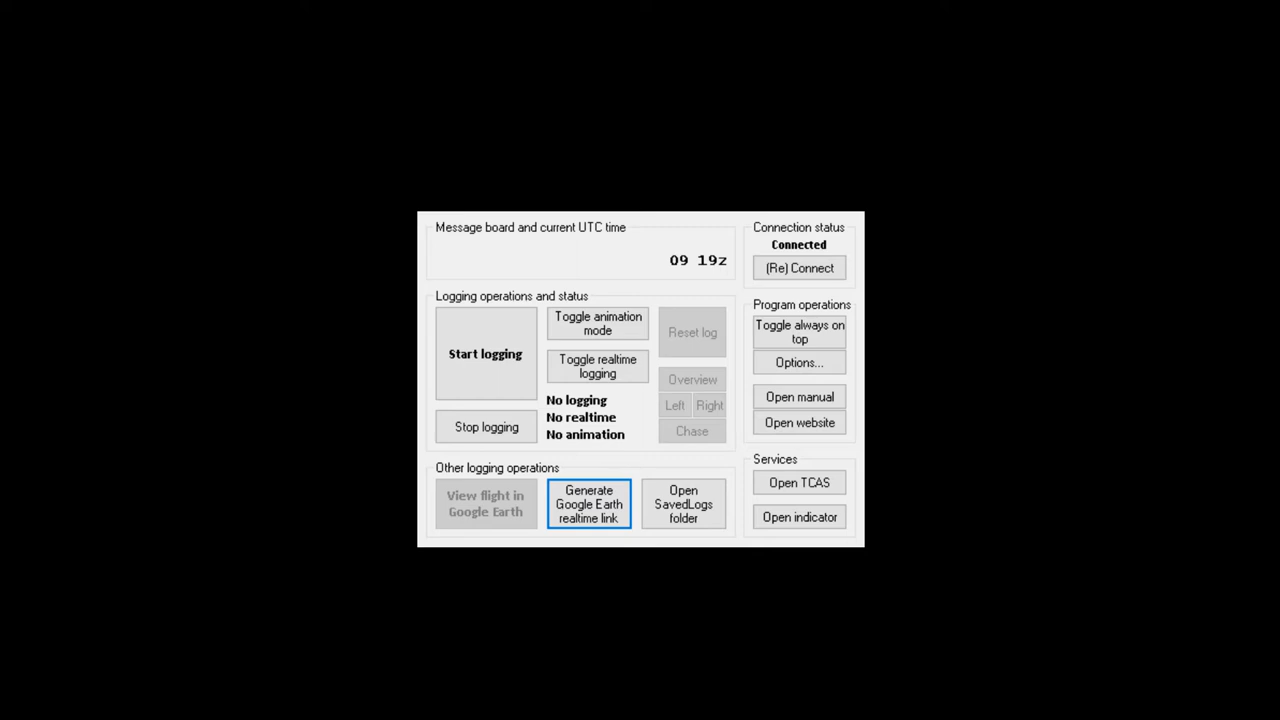 Message board and current UTC time
09 19z
Connection status
Connected
(Re) Connect
Logging operations and status
Start logging
Toggle animation
mode
Toggle realtime
logging
Reset log
Overview
Left Right
Chase
No logging
No realtime
No animation
Stop logging
Program operations
Toggle always on
top
Options...
Open manual
Open website
Other logging operations
View flight in
Google Earth
Generate
Google Earth
realtime link
Open
SavedLogs
folder
Services
Open TCAS
Open indicator